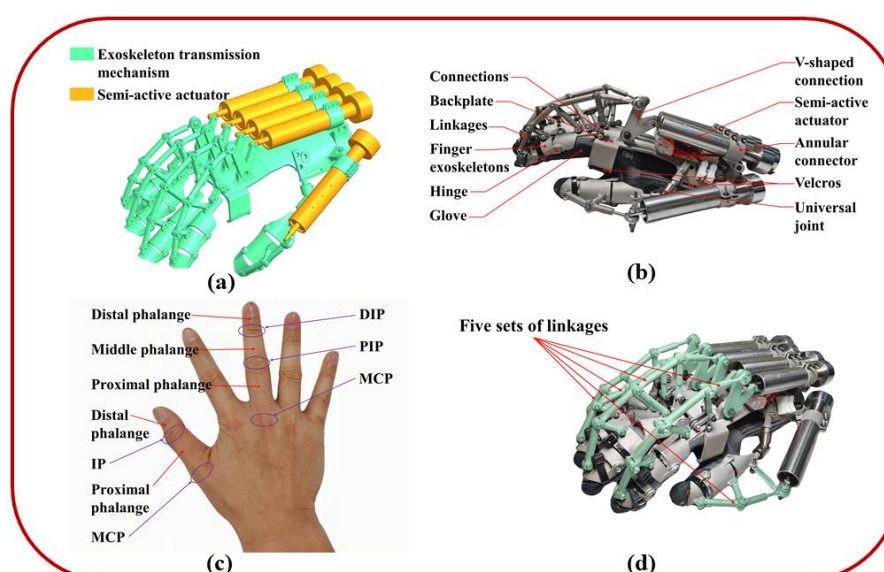 Exoskeleton transmission
mechanism
Semi-active actuator
(a)
Connections
Backplate
Linkages
Finger
exoskeletons
Hinge
Glove
V-shaped
connection
Semi-active
actuator
Annular
connector
Velcros
Universal
joint
(b)
Distal phalange
Middle phalange
Proximal phalange
Distal
phalange
IP
Proximal
phalange
MCP
DIP
PIP
MCP
(c)
Five sets of linkages
(d)